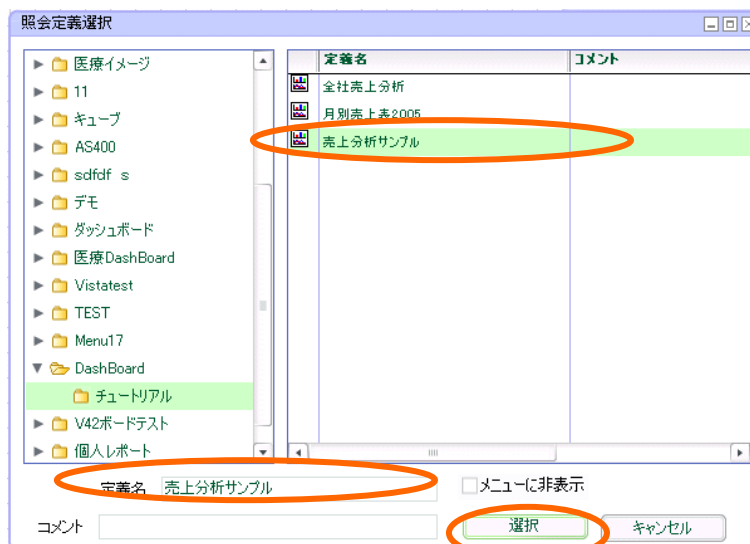 照会定義選択
医療イメージ
11
キューブ
AS400
sdfdf s
デモ
ダッシュボード
医療DashBoard
Vistatest
TEST
Menu17
DashBoard
チュートリアル
V42ボードテスト
個人レポート
定義名 コメント
全社売上分析
月別売上表2005
売上分析サンプル
定義名 売上分析サンプル メニューに非表示
コメント 選択 キャンセル